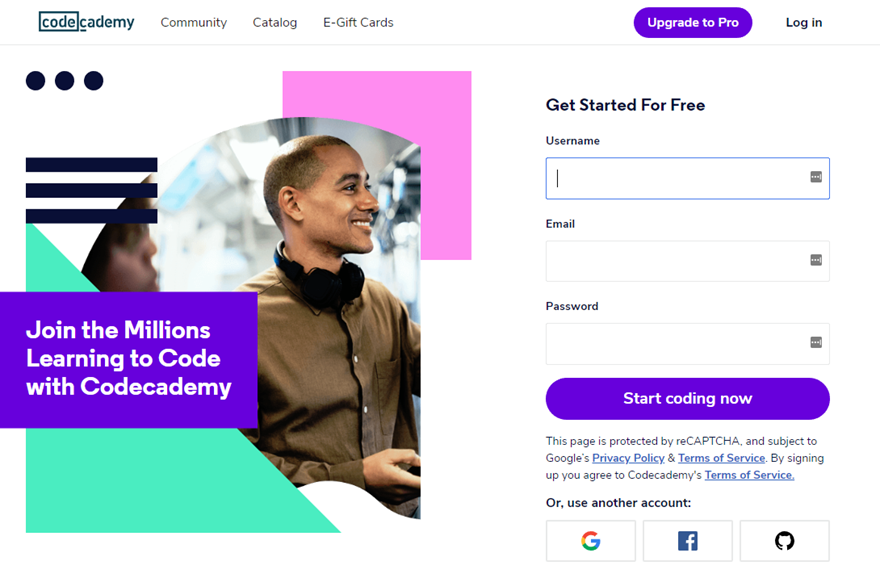 codecademy
Community
Catalog
E-Gift Cards
Upgrade to Pro
Log in
Join the Millions
Learning to Code
with Codecademy
Get Started For Free
Username
Email
Password
Start coding now
This page is protected by reCAPTCHA, and subject to
Google's Privacy Policy & Terms of Service. By signing
up you agree to Codecademy's Terms of Service.
Or, use another account: